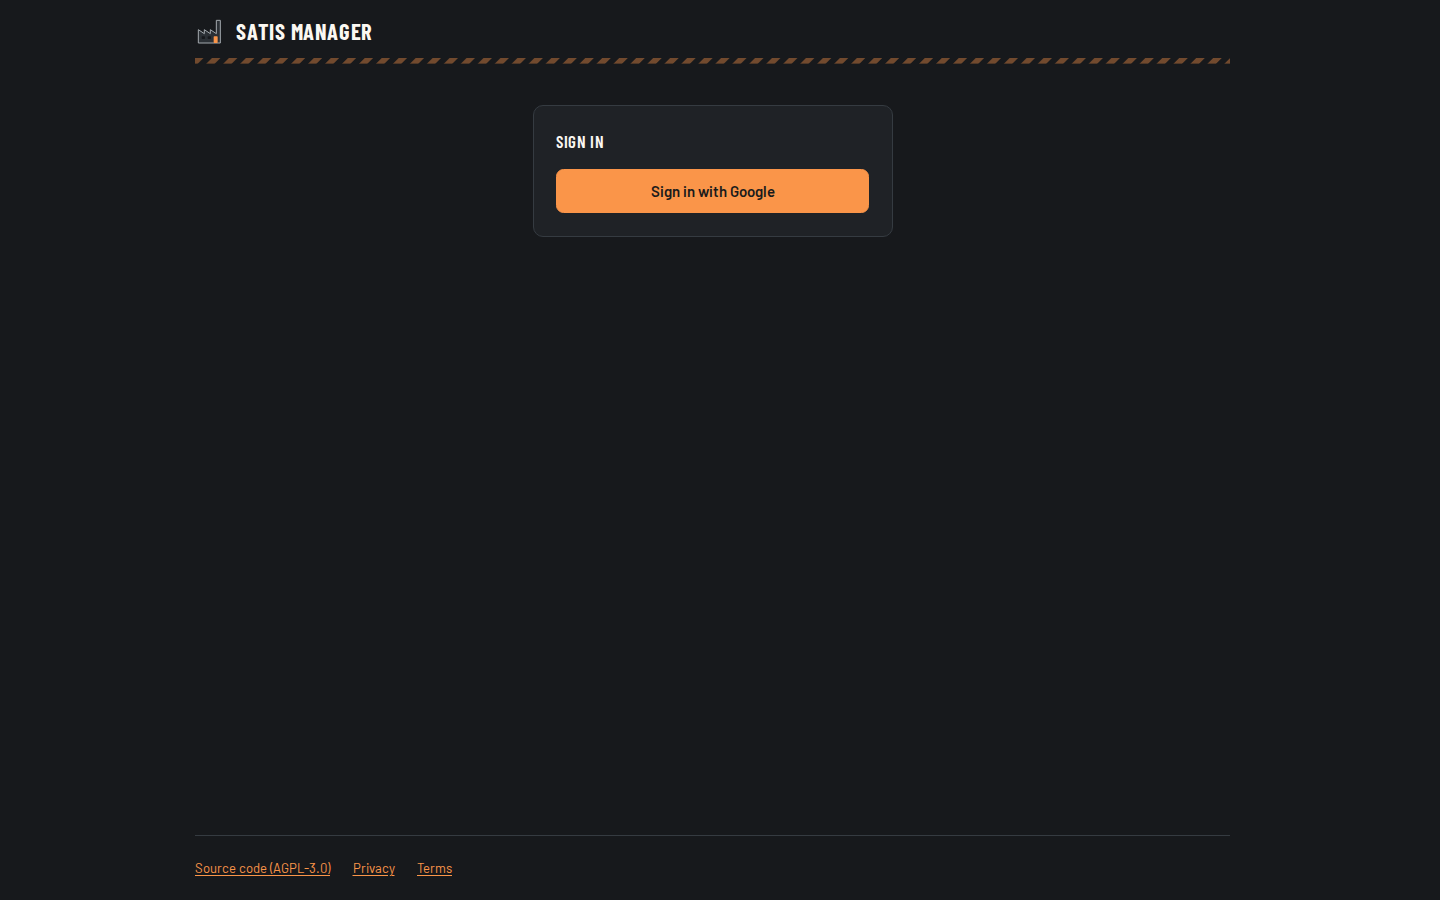 SATIS MANAGER
SIGN IN
Sign in with Google
Source code (AGPL-3.0) Privacy Terms